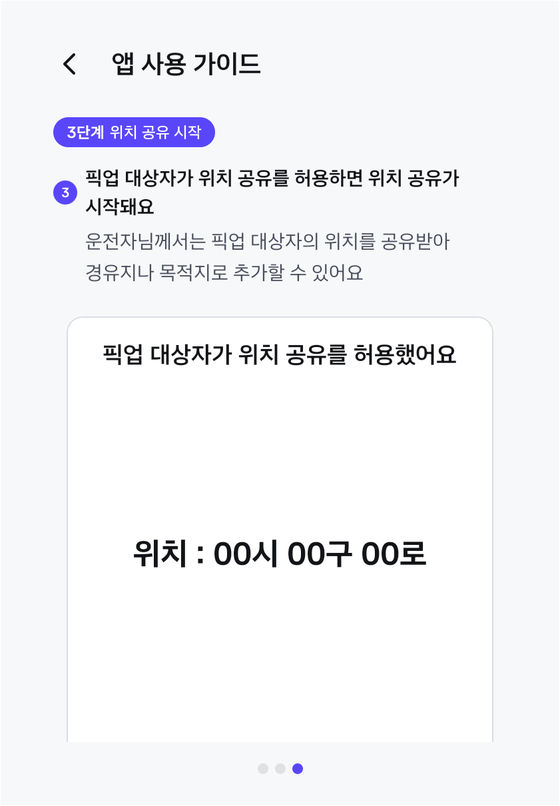 앱 사용 가이드
3단계 위치 공유 시작
3
픽업 대상자가 위치 공유를 허용하면 위치 공유가
시작돼요
운전자님께서는 픽업 대상자의 위치를 공유받아
경유지나 목적지로 추가할 수 있어요
픽업 대상자가 위치 공유를 허용했어요
위치 : 00시 00구 00로